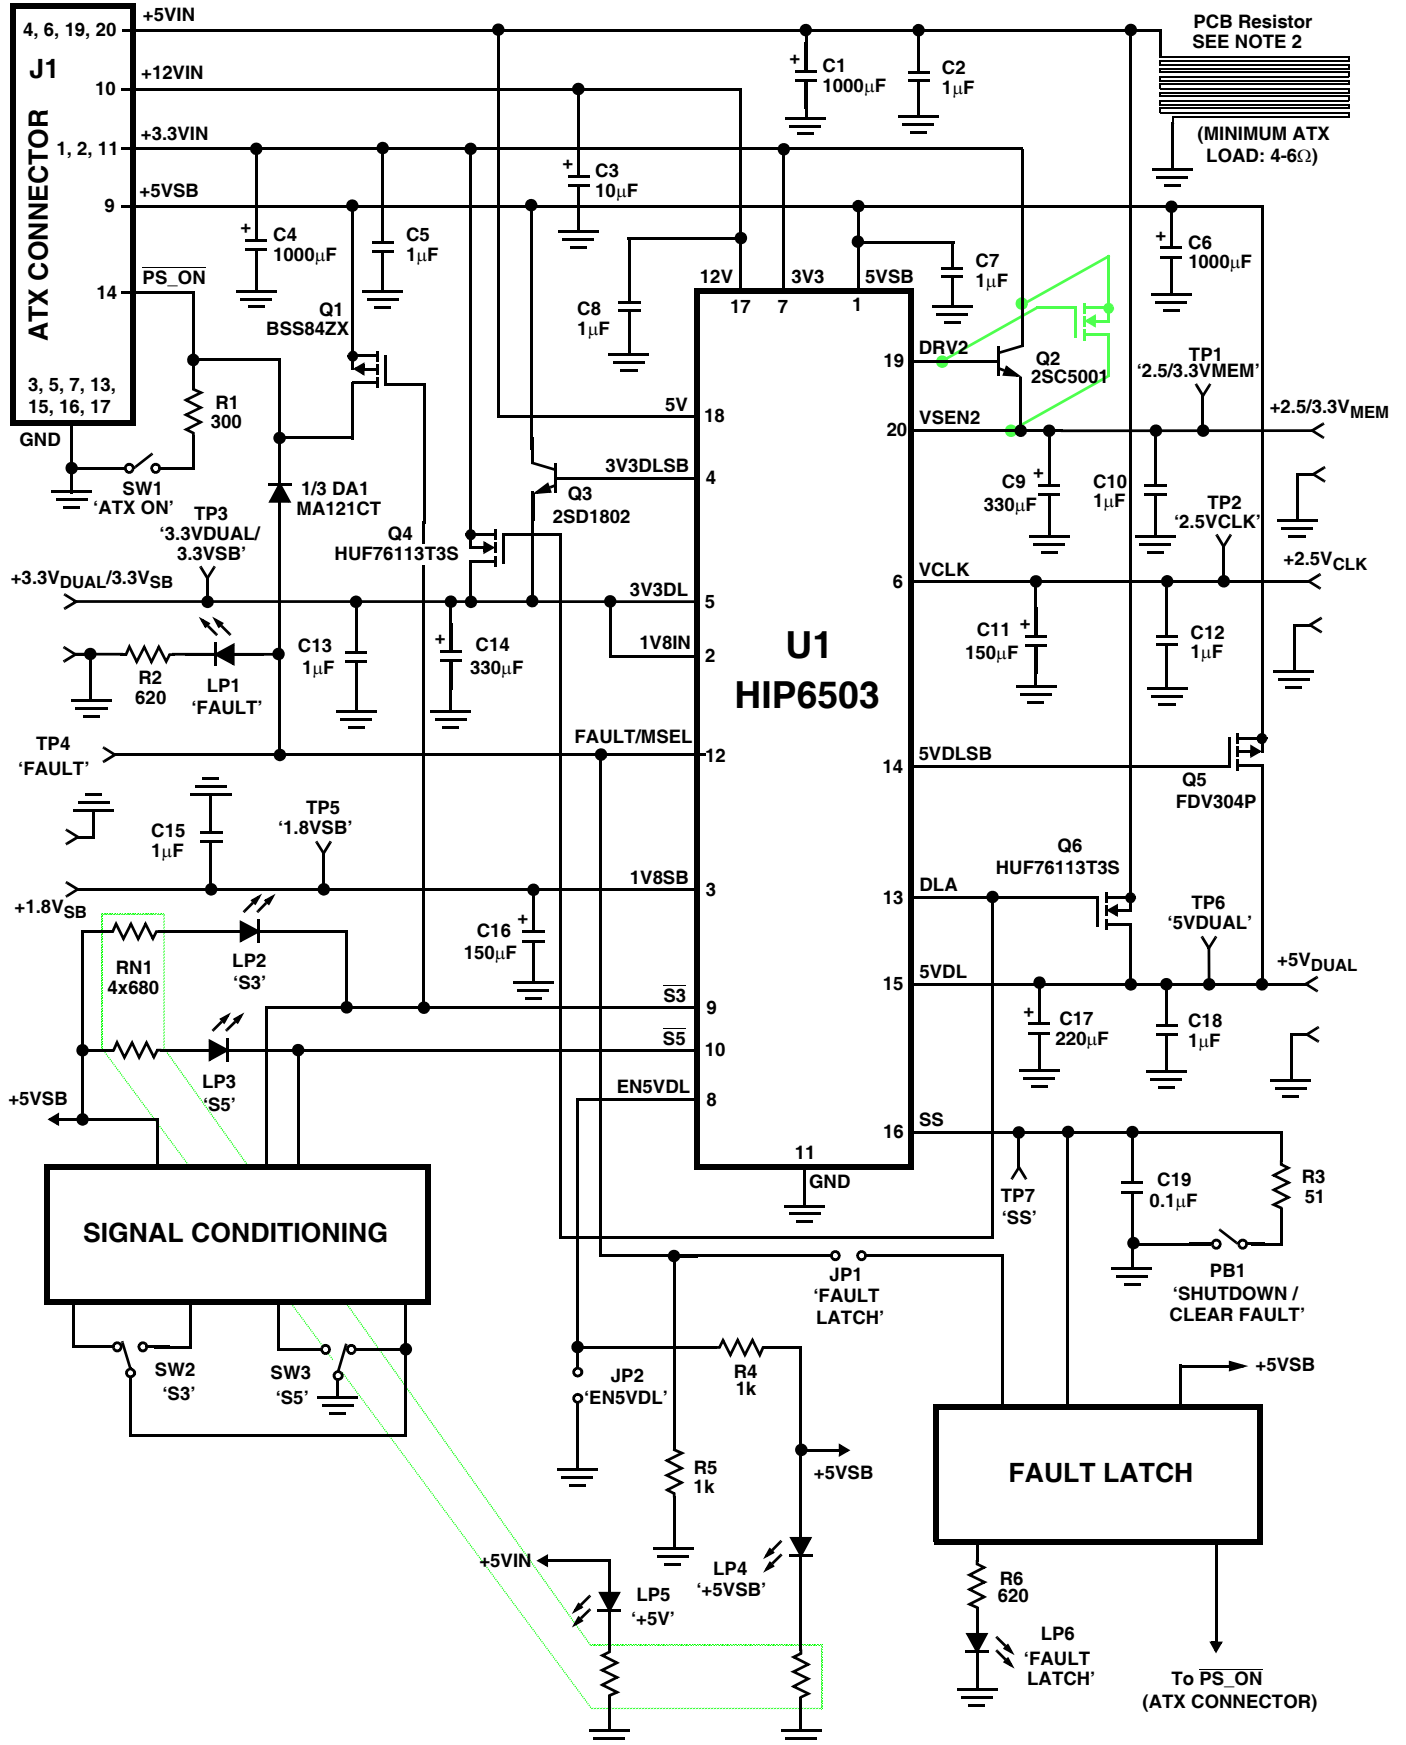 +5VIN
4, 6, 19, 20
PCB Resistor
SEE NOTE 2
J1
+12VIN
10
+ C1
1000µF
C2
1µF
(MINIMUM ATX
LOAD: 4-6Ω)
ATX CONNECTOR
+3.3VIN
1, 2, 11
+ C3
10µF
+5VSB
9
+ C4
1000µF
C5
1µF
+ C6
1000µF
C7
1µF
PS_ON
14
Q1
BSS84ZX
C8
1µF
12V
17
3V3
7
5VSB
1
19
DRV2
Q2
2SC5001
TP1
‘2.5/3.3VMEM’
3, 5, 7, 13,
15, 16, 17
GND
R1
300
5V
18
VSEN2
20
+2.5/3.3VMEM
SW1
‘ATX ON’
1/3 DA1
MA121CT
3V3DLSB
4
Q3
2SD1802
C9 +
330µF
C10
1µF
TP2
‘2.5VCLK’
TP3
‘3.3VDUAL/
3.3VSB’
Q4
HUF76113T3S
+3.3VDUAL/3.3VSB
3V3DL
5
6
VCLK
+2.5VCLK
1V8IN
2
U1
HIP6503
R2
620
LP1
‘FAULT’
C13
1µF
+ C14
330µF
C11 +
150µF
C12
1µF
TP4
‘FAULT’
FAULT/MSEL
12
14
5VDLSB
Q5
FDV304P
C15
1µF
TP5
‘1.8VSB’
Q6
HUF76113T3S
+1.8VSB
1V8SB
3
13
DLA
TP6
‘5VDUAL’
RN1
4x680
LP2
‘S3’
C16 +
150µF
15
5VDL
+5VDUAL
S3
9
+ C17
220µF
C18
1µF
S5
10
LP3
‘S5’
+5VSB
EN5VDL
8
16
SS
11
GND
TP7
‘SS’
C19
0.1µF
R3
51
SIGNAL CONDITIONING
JP1
‘FAULT
LATCH’
PB1
‘SHUTDOWN /
CLEAR FAULT’
SW2
‘S3’
SW3
‘S5’
JP2
‘EN5VDL’
R4
1k
+5VSB
R5
1k
+5VSB
FAULT LATCH
+5VIN
LP5
‘+5V’
LP4
‘+5VSB’
R6
620
LP6
‘FAULT
LATCH’
To PS_ON
(ATX CONNECTOR)